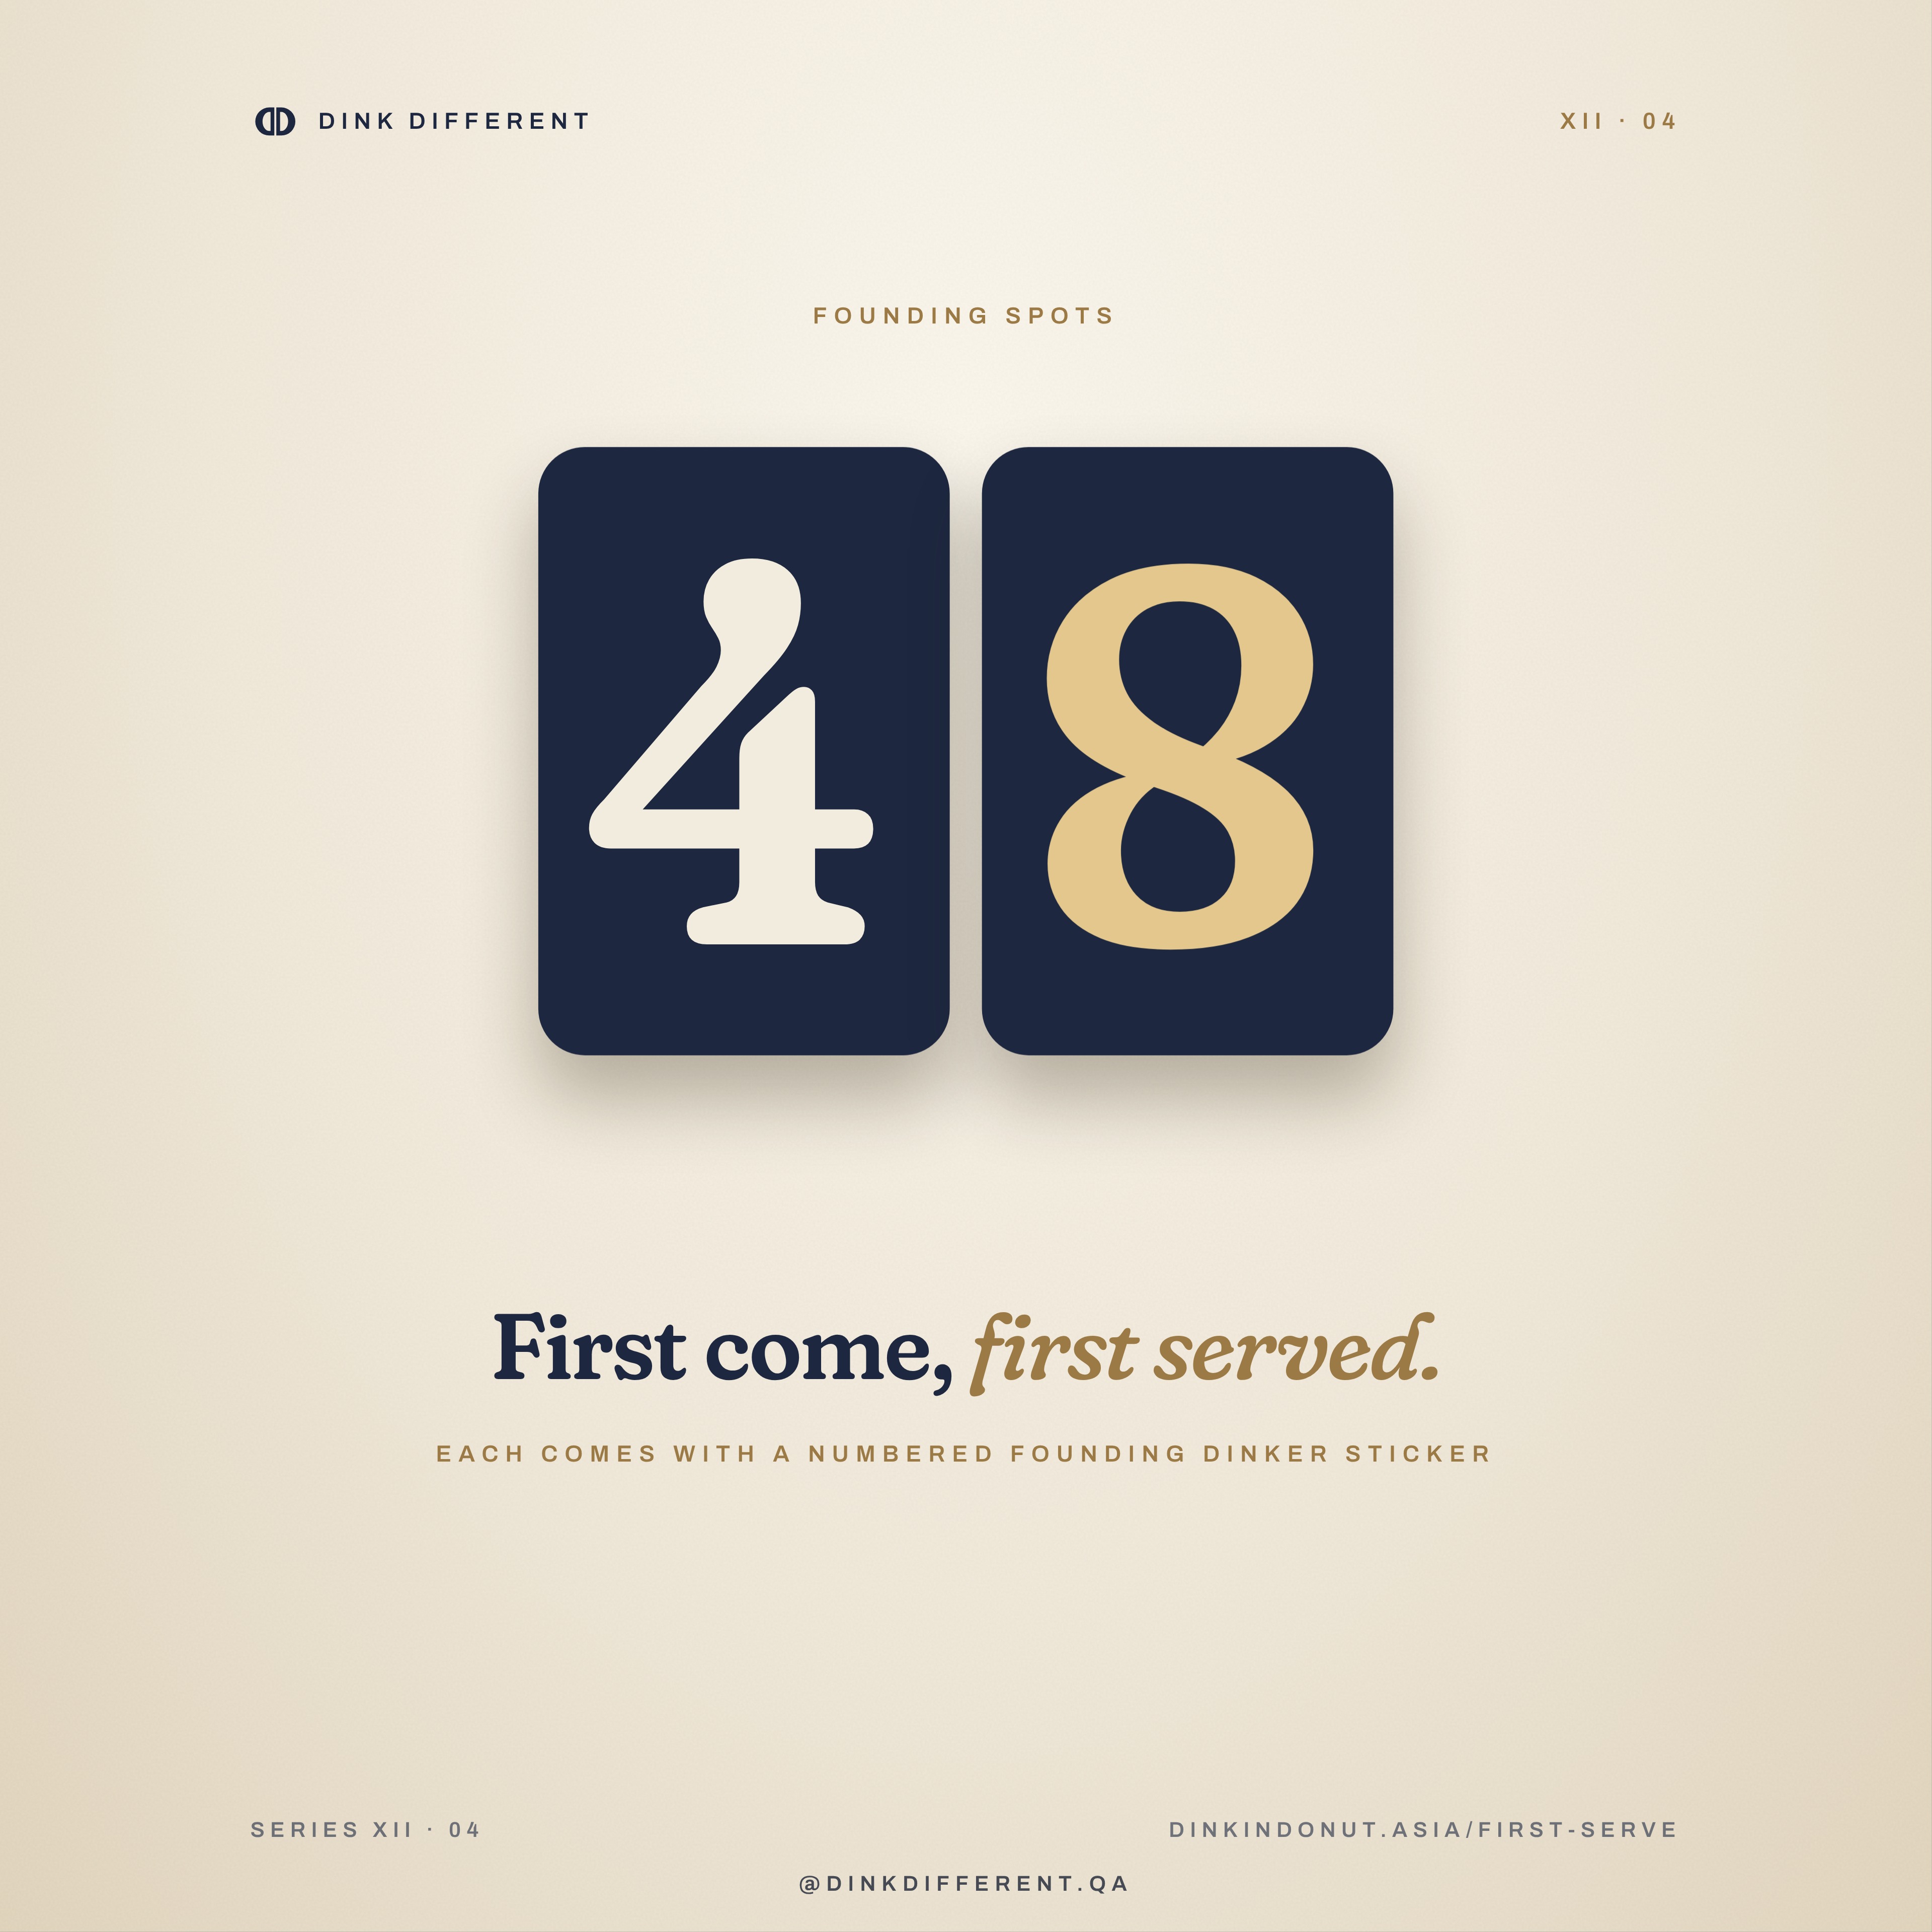 DINK DIFFERENT
XII · 04
FOUNDING SPOTS
48
First come, first served.
EACH COMES WITH A NUMBERED FOUNDING DINKER STICKER
SERIES XII · 04
DINKINDONUT.ASIA/FIRST-SERVE
@DINKDIFFERENT.QA